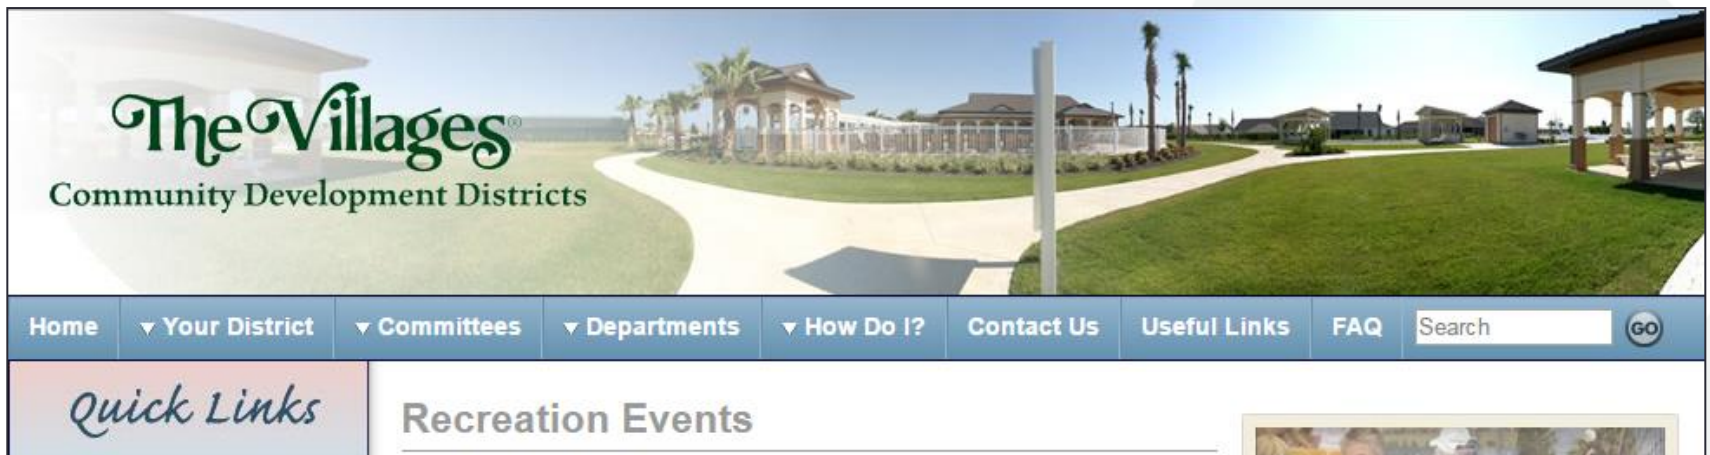 The Villages®
Community Development Districts
Home ▼ Your District ▼ Committees ▼ Departments ▼ How Do I? Contact Us Useful Links FAQ Search GO
Quick Links
Recreation Events